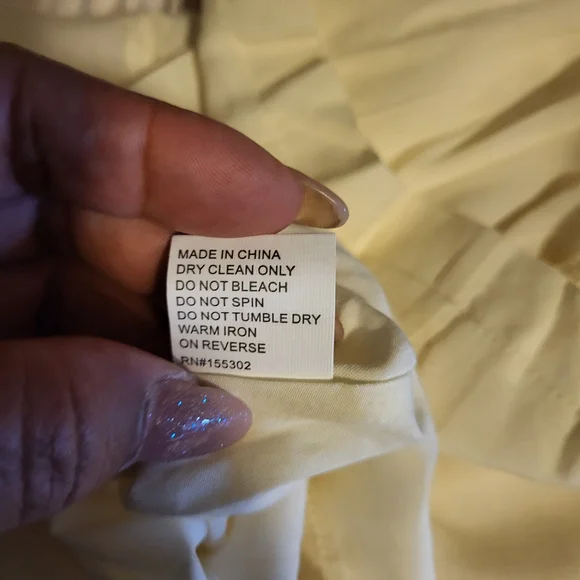 MADE IN CHINA
DRY CLEAN ONLY
DO NOT BLEACH
DO NOT SPIN
DO NOT TUMBLE DRY
WARM IRON
ON REVERSE
RN#155302